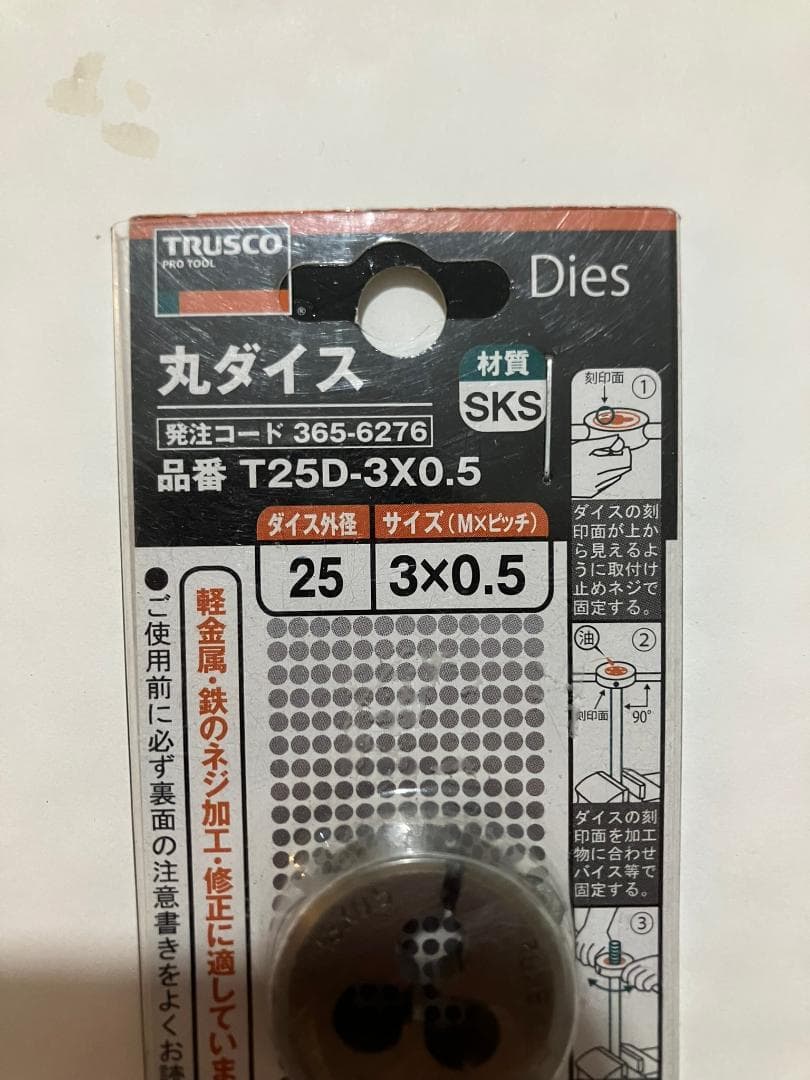 TRUSCO
PRO TOOL
®
Dies
丸ダイス
材質
SKS
発注コード 365-6276
品番 T25D-3X0.5
ダイス外径
サイズ(M×ピッチ)
25
3×0.5
軽金属・鉄のネジ加工・修正に適していま
●ご使用前に必ず裏面の注意書きをよくお読
刻印面
①
ダイスの刻
印面が上か
ら見えるよ
うに取付け
止めネジで
固定する。
油
②
刻印面
90°
ダイスの刻
印面を加工
物に合わせ
バイス等で
固定する。
③